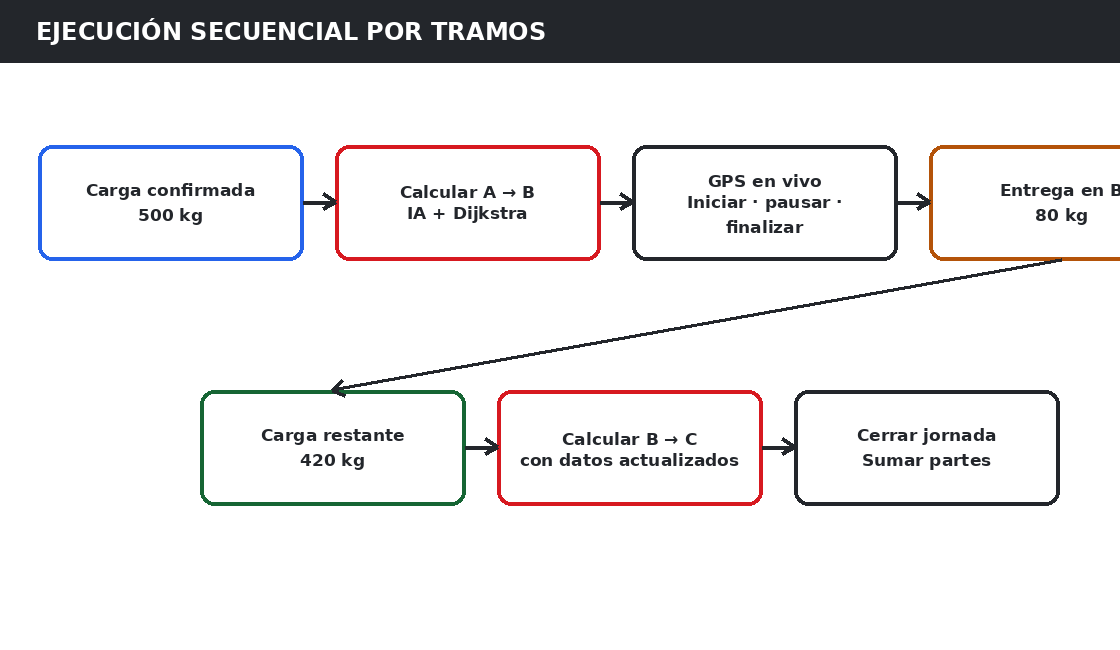 EJECUCIÓN SECUENCIAL POR TRAMOS
Carga confirmada
500 kg
Calcular A → B
IA + Dijkstra
GPS en vivo
Iniciar · pausar ·
finalizar
Entrega en B
80 kg
Carga restante
420 kg
Calcular B → C
con datos actualizados
Cerrar jornada
Sumar partes